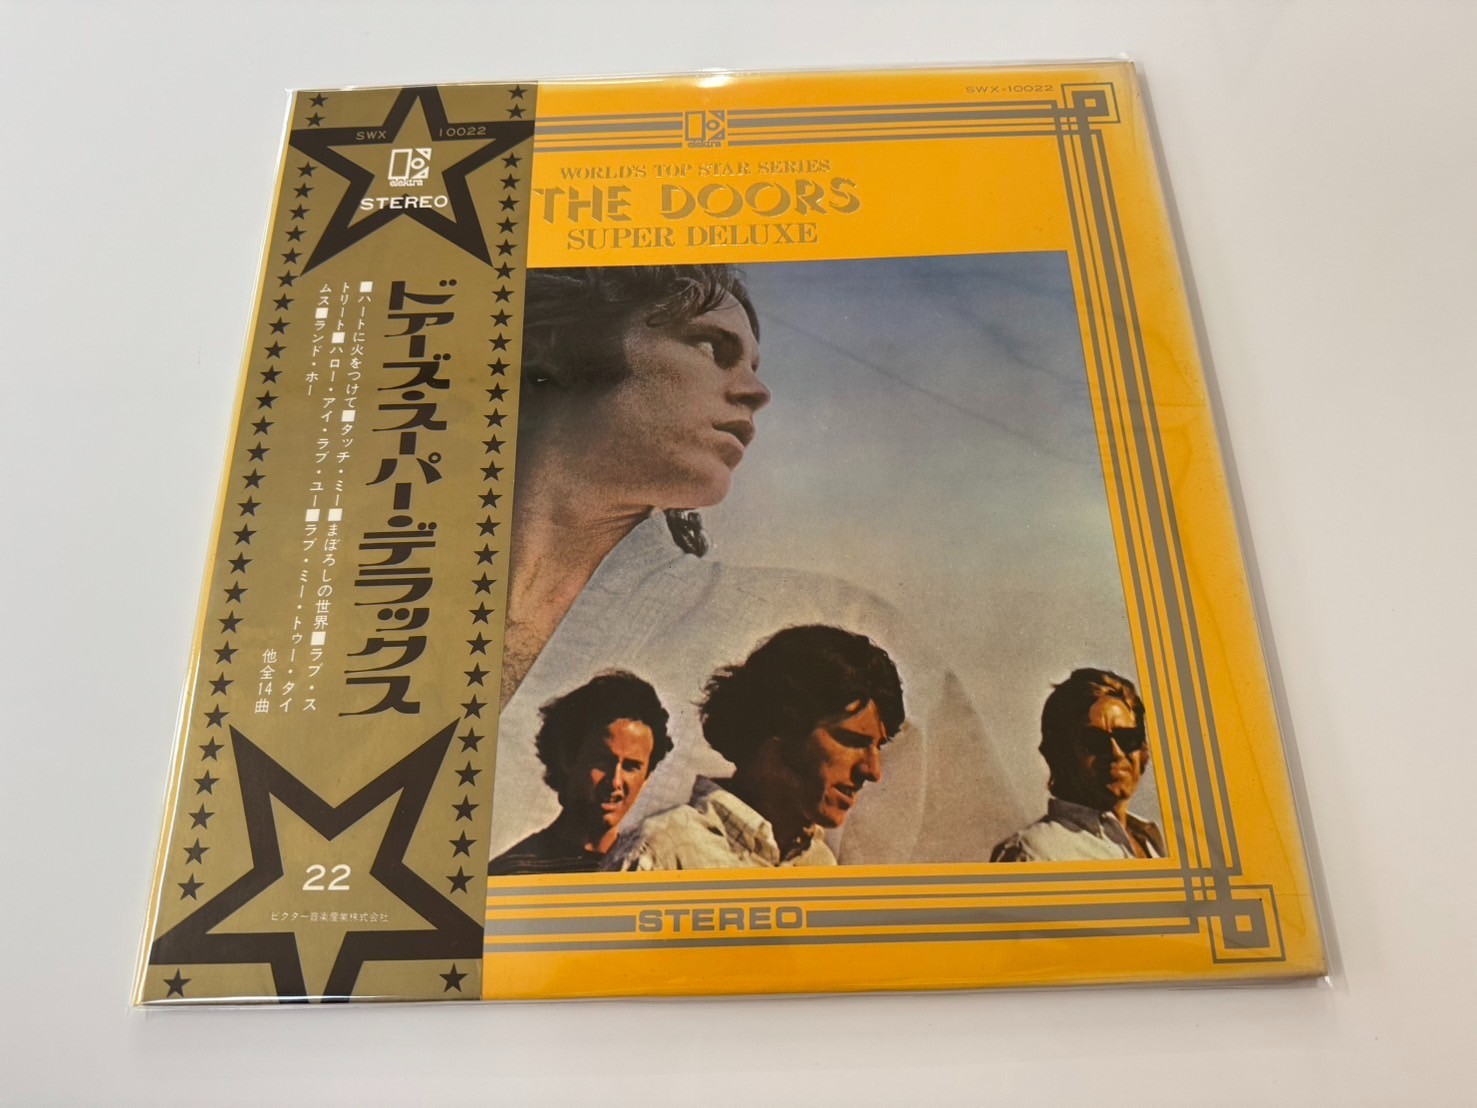 SWX 10022
elektra
STEREO
ドアーズ・スーパー・デラックス
■ハートに火をつけて■タッチ・ミー■まぼろしの世界■ラブ・ス
トリート■ハロー・アイ・ラブ・ユー■ラブ・ミー・トゥー・タイ
ムス■ランド・ホー
他全14曲
22
ビクター音楽産業株式会社
SWX-10022
elektra
WORLD'S TOP STAR SERIES
THE DOORS
SUPER DELUXE
STEREO